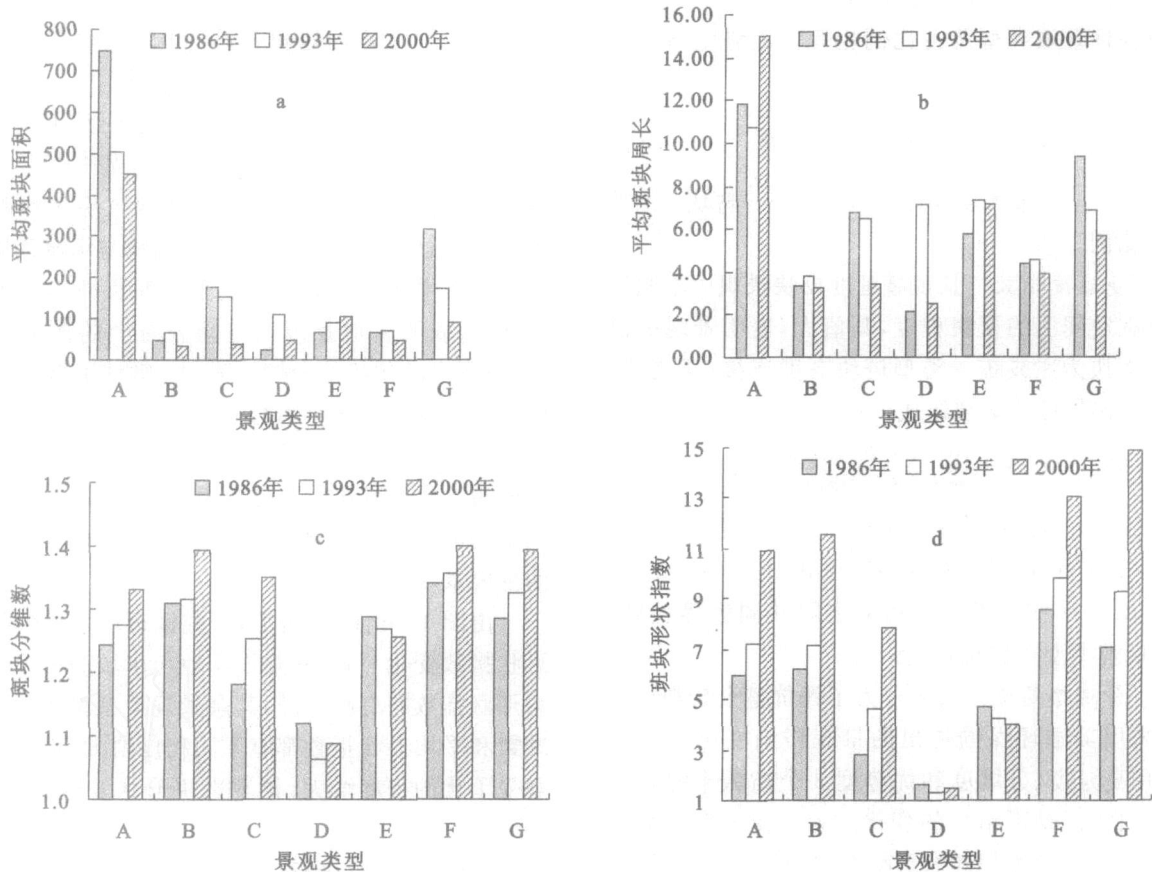 800
700
600
500
400
300
200
100
0
1986年 1993年 2000年
a
平均斑块面积
A B C D E F G
景观类型
16.00
14.00
12.00
10.00
8.00
6.00
4.00
2.00
0.00
1986年 1993年 2000年
b
平均斑块周长
A B C D E F G
景观类型
1.5
1.4
1.3
1.2
1.1
1.0
1986年 1993年 2000年
c
斑块分维数
A B C D E F G
景观类型
15
13
11
9
7
5
3
1
1986年 1993年 2000年
d
班块形状指数
A B C D E F G
景观类型